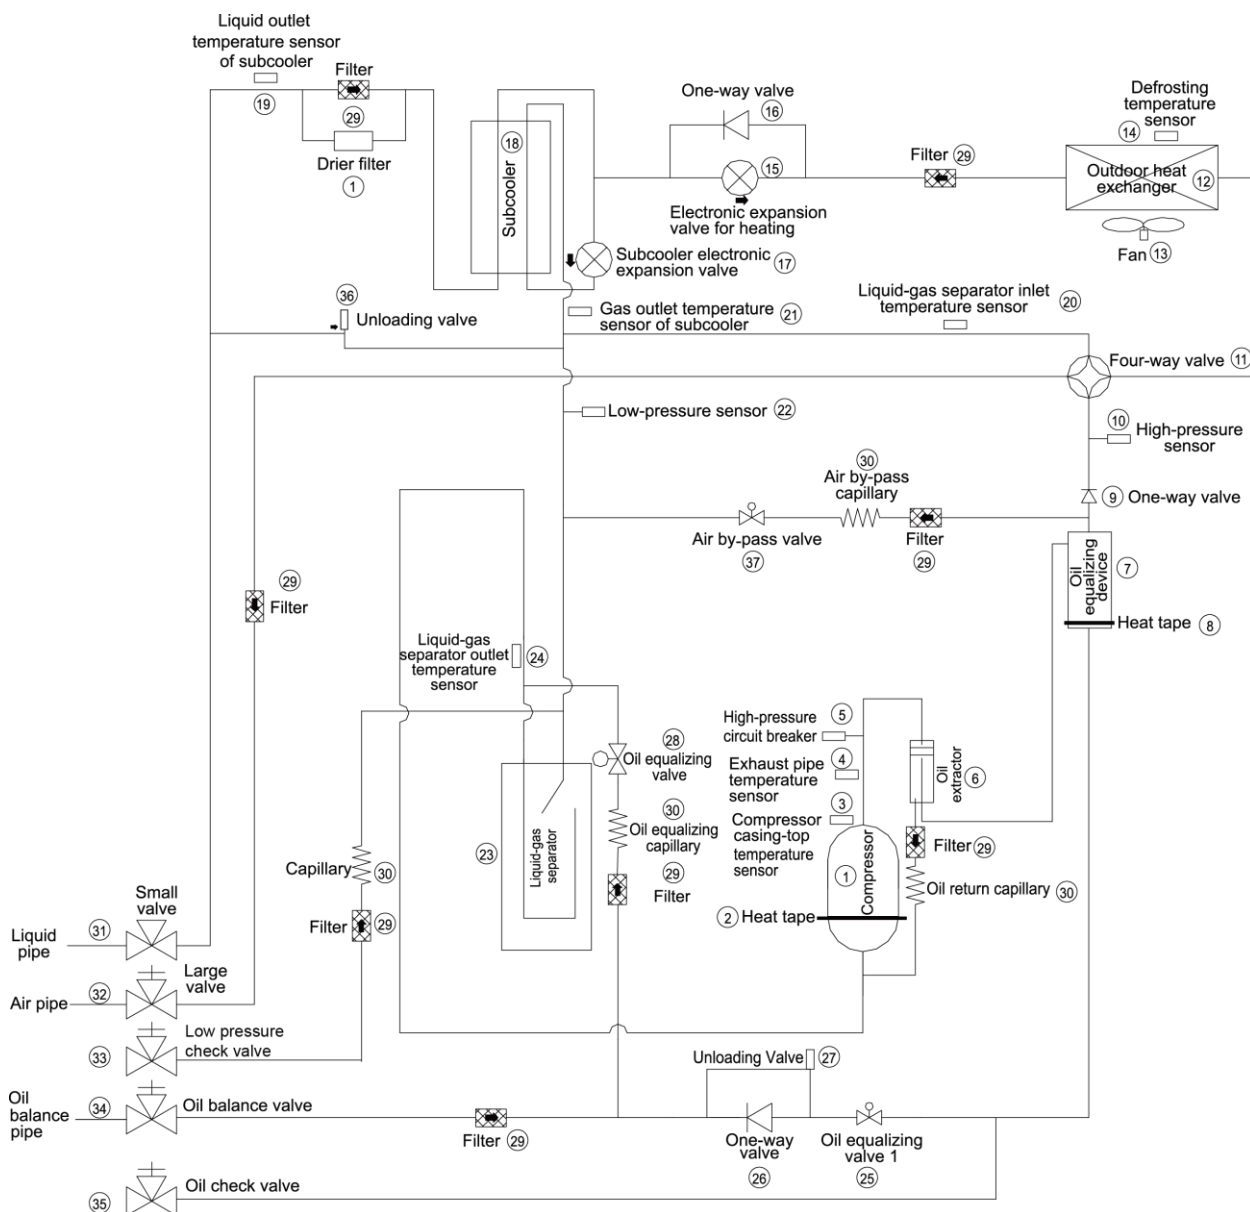 Liquid outlet
temperature sensor
of subcooler
19
Filter
29
Drier filter
1
18
Subcooler
One-way valve
16
15
Electronic expansion
valve for heating
Filter 29
Defrosting
temperature
sensor
14
Outdoor heat
exchanger
12
Fan 13
Subcooler electronic
expansion valve
17
36
Unloading valve
Gas outlet temperature
sensor of subcooler
21
Liquid-gas separator inlet
temperature sensor
20
Four-way valve 11
Low-pressure sensor 22
10
High-pressure
sensor
30
Air by-pass
capillary
9 One-way valve
Air by-pass valve
37
Filter
29
Oil
equalizing
device
7
Heat tape 8
29
Filter
Liquid-gas
separator outlet
temperature
sensor
24
High-pressure
circuit breaker
5
28
Oil equalizing
valve
Exhaust pipe
temperature
sensor
4
Oil
extractor
6
30
Oil equalizing
capillary
3
Compressor
casing-top
temperature
sensor
1
Compressor
Filter 29
23
Liquid-gas
separator
29
Filter
Capillary
30
Oil return capillary 30
2 Heat tape
Filter 29
Small
valve
31
Liquid
pipe
Large
valve
32
Air pipe
Low pressure
check valve
33
Unloading Valve 27
Oil
balance
pipe
34
Oil balance valve
Filter 29
One-way
valve
26
Oil equalizing
valve 1
25
Oil check valve
35